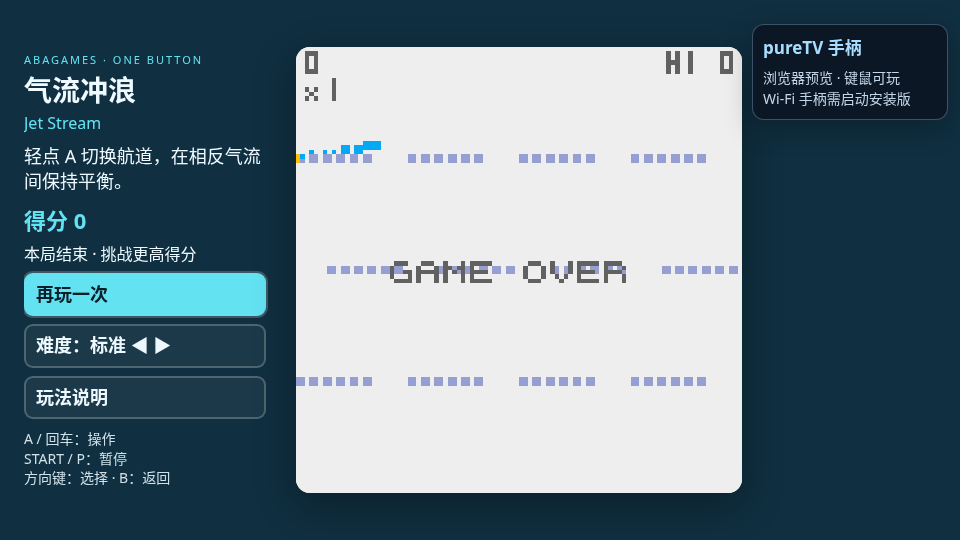 ABAGAMES · ONE BUTTON
气流冲浪
Jet Stream
轻点 A 切换航道，在相反气流
间保持平衡。
得分 0
本局结束 · 挑战更高得分
再玩一次
难度：标准 ◀ ▶
玩法说明
A / 回车：操作
START / P：暂停
方向键：选择 · B：返回
0
HI 0
x1
GAME OVER
pureTV 手柄
浏览器预览 · 键鼠可玩
Wi-Fi 手柄需启动安装版